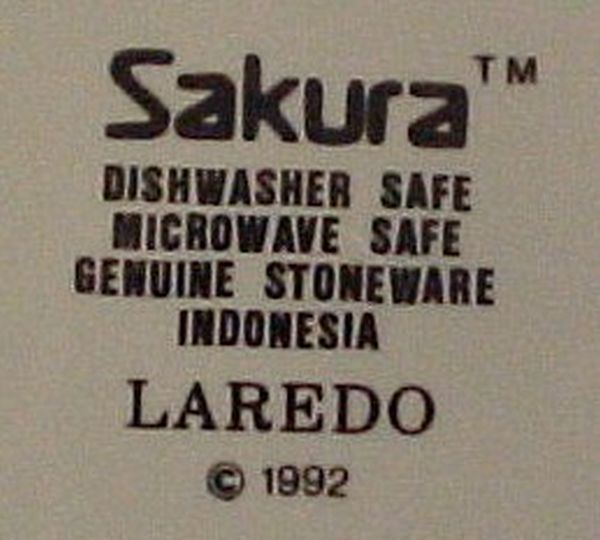 Sakura™
DISHWASHER SAFE
MICROWAVE SAFE
GENUINE STONEWARE
INDONESIA
LAREDO
© 1992